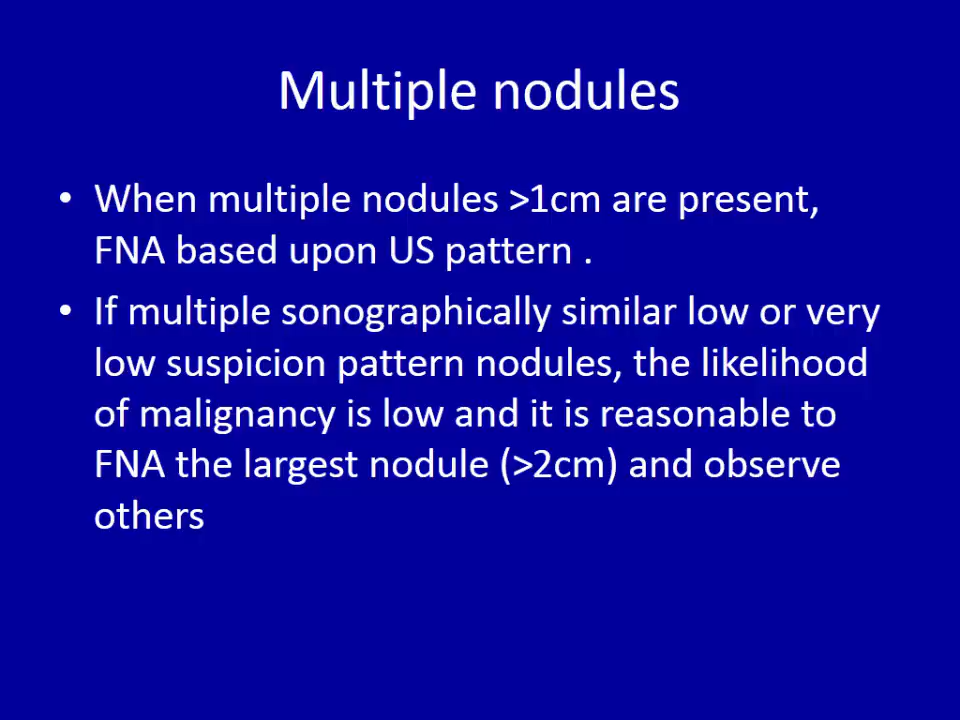 Multiple nodules
• When multiple nodules >1cm are present,
FNA based upon US pattern .
• If multiple sonographically similar low or very
low suspicion pattern nodules, the likelihood
of malignancy is low and it is reasonable to
FNA the largest nodule (>2cm) and observe
others